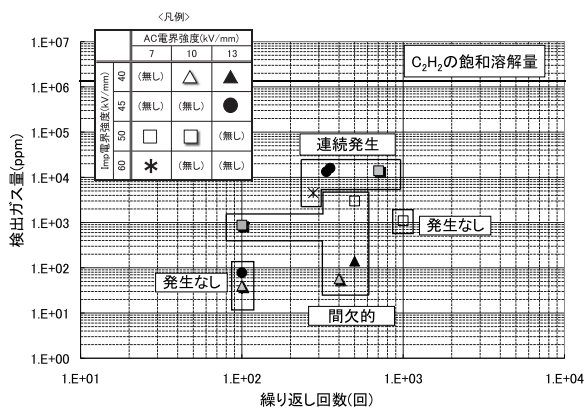 <凡例>
AC電界強度(kV/mm)
7 10 13
Imp電界強度(kV/mm)
40 (無し)
45 (無し) (無し)
50 (無し)
60 (無し) (無し)
C2H2の飽和溶解量
連続発生
発生なし
発生なし
間欠的
検出ガス量(ppm)
1.E+07
1.E+06
1.E+05
1.E+04
1.E+03
1.E+02
1.E+01
1.E+00
1.E+01 1.E+02 1.E+03 1.E+04
繰り返し回数(回)